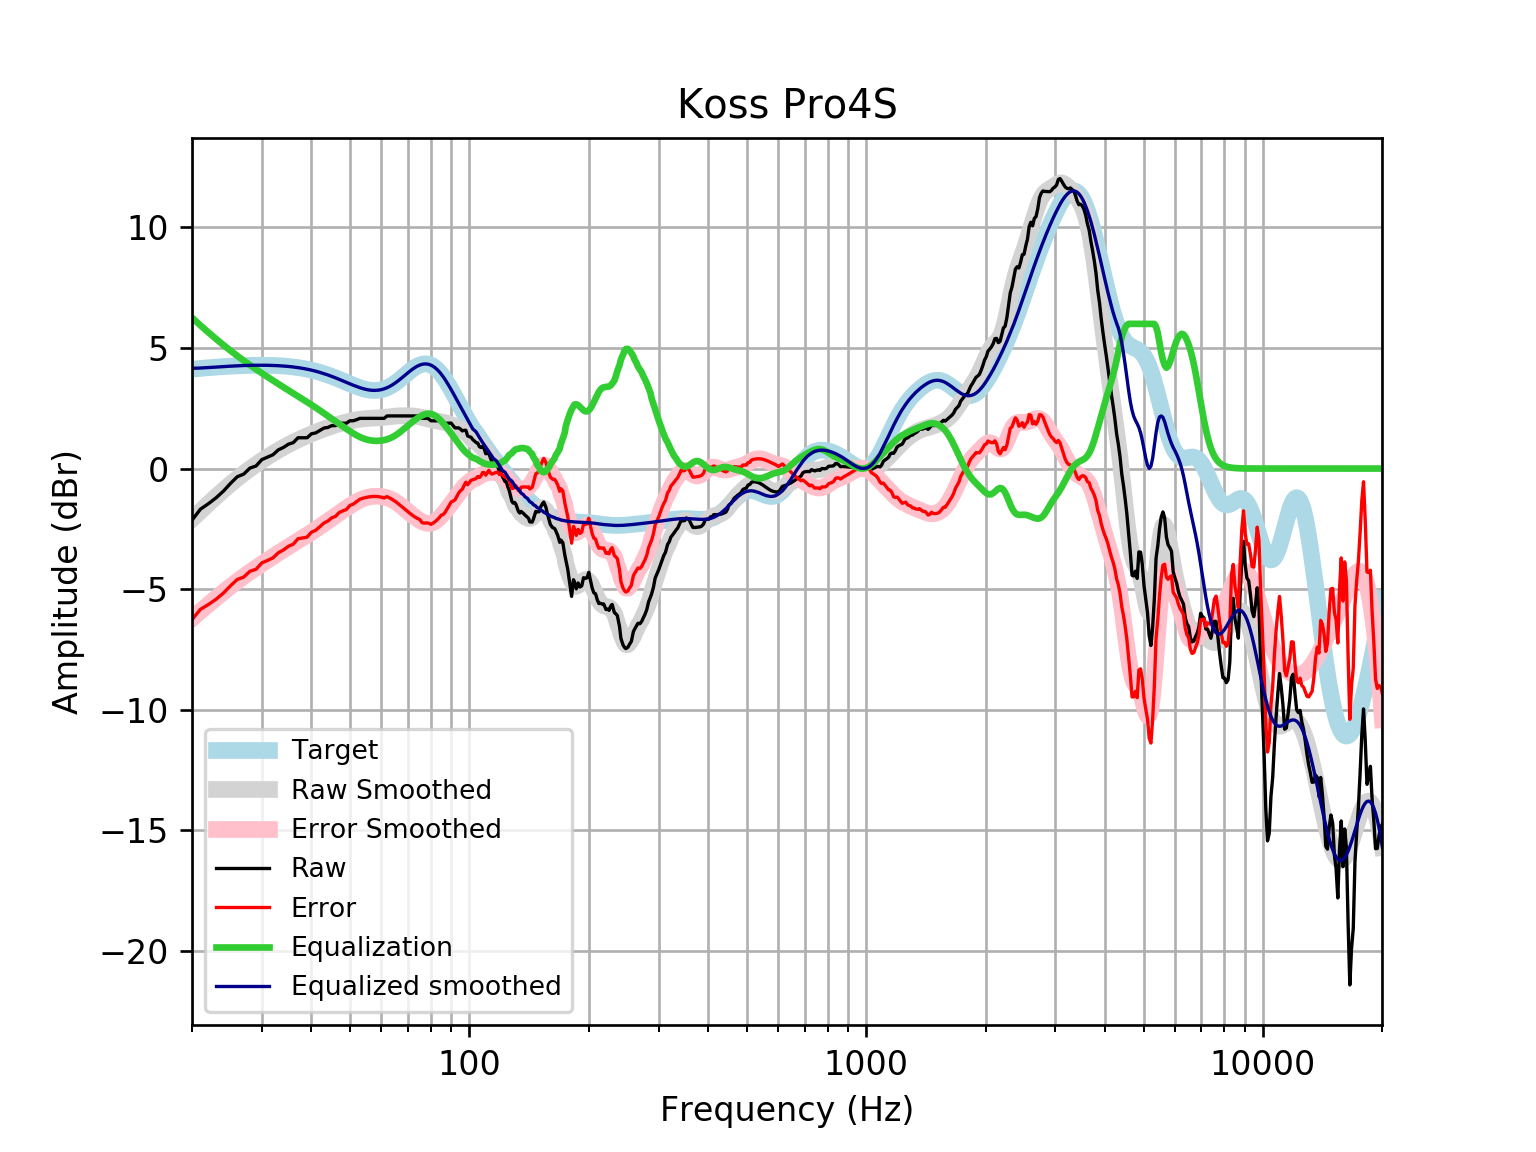 Koss Pro4S
10
5
0
−5
−10
−15
−20
Amplitude (dBr)
Target
Raw Smoothed
Error Smoothed
Raw
Error
Equalization
Equalized smoothed
100
1000
10000
Frequency (Hz)